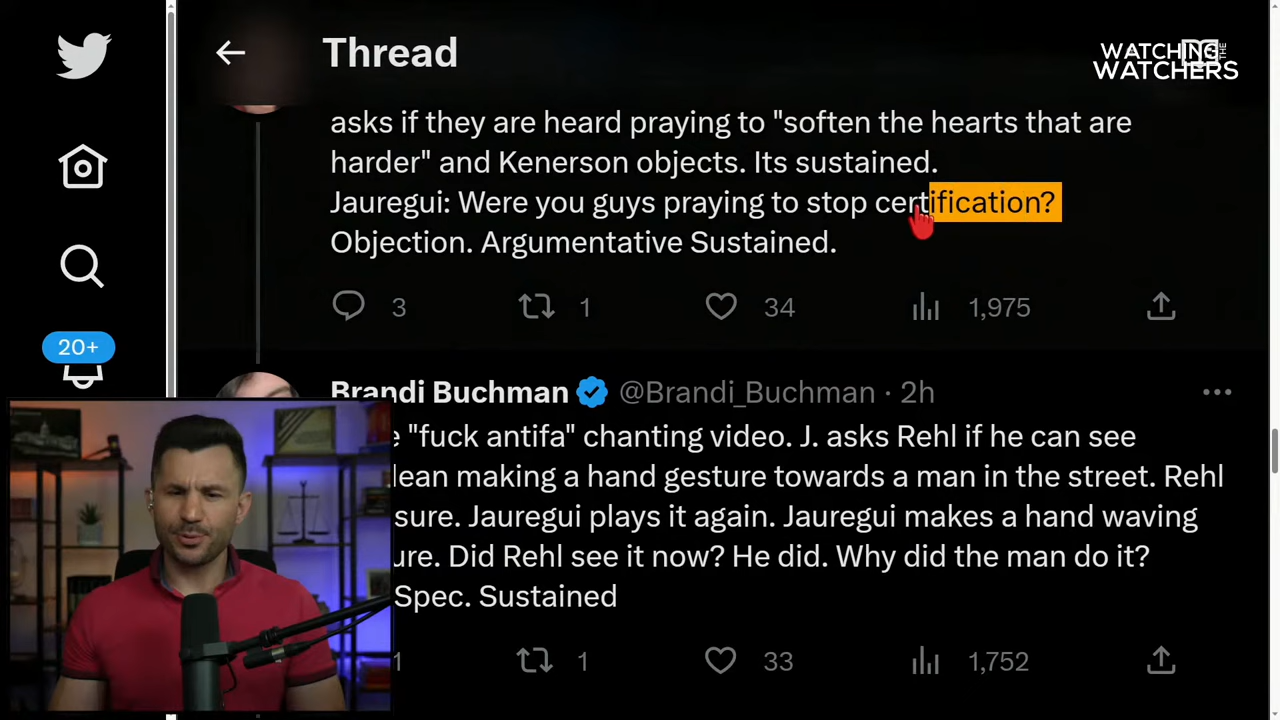 Thread
WATCHING THE
WATCHERS
asks if they are heard praying to "soften the hearts that are
harder" and Kenerson objects. Its sustained.
Jauregui: Were you guys praying to stop certification?
Objection. Argumentative Sustained.
3 1 34 1,975
20+
Brandi Buchman @Brandi_Buchman · 2h
e "fuck antifa" chanting video. J. asks Rehl if he can see
lean making a hand gesture towards a man in the street. Rehl
sure. Jauregui plays it again. Jauregui makes a hand waving
ure. Did Rehl see it now? He did. Why did the man do it?
Spec. Sustained
1 1 33 1,752